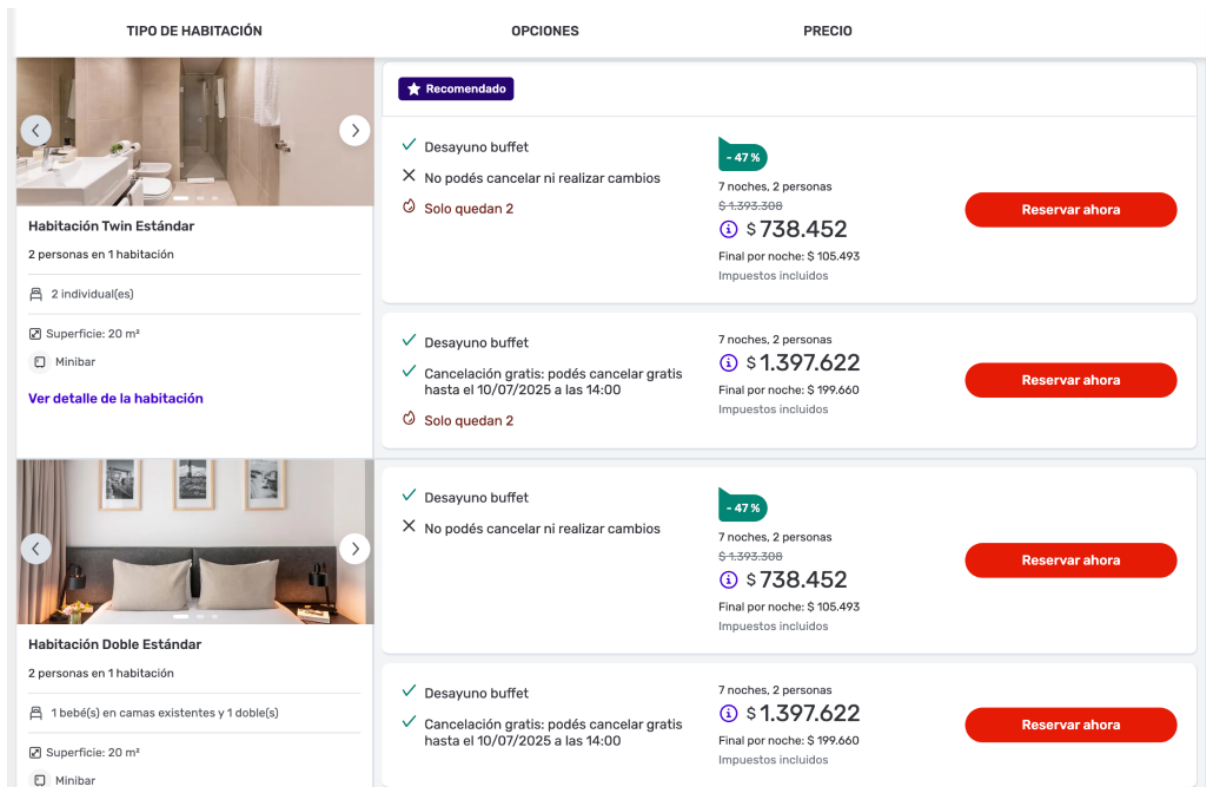 TIPO DE HABITACIÓN
OPCIONES
PRECIO
Recomendado
Desayuno buffet
No podés cancelar ni realizar cambios
Solo quedan 2
- 47 %
7 noches, 2 personas
$ 1.393.308
$ 738.452
Final por noche: $ 105.493
Impuestos incluidos
Reservar ahora
Habitación Twin Estándar
2 personas en 1 habitación
2 individual(es)
Superficie: 20 m²
Minibar
Ver detalle de la habitación
Desayuno buffet
Cancelación gratis: podés cancelar gratis
hasta el 10/07/2025 a las 14:00
Solo quedan 2
7 noches, 2 personas
$ 1.397.622
Final por noche: $ 199.660
Impuestos incluidos
Reservar ahora
Desayuno buffet
No podés cancelar ni realizar cambios
- 47 %
7 noches, 2 personas
$ 1.393.308
$ 738.452
Final por noche: $ 105.493
Impuestos incluidos
Reservar ahora
Habitación Doble Estándar
2 personas en 1 habitación
1 bebé(s) en camas existentes y 1 doble(s)
Superficie: 20 m²
Minibar
Desayuno buffet
Cancelación gratis: podés cancelar gratis
hasta el 10/07/2025 a las 14:00
7 noches, 2 personas
$ 1.397.622
Final por noche: $ 199.660
Impuestos incluidos
Reservar ahora